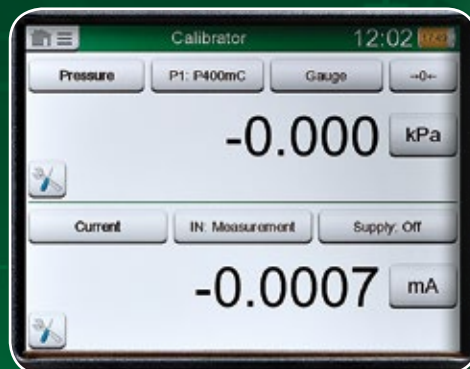 Calibrator 12:02
Pressure P1: P400mC Gauge →0←
-0.000 kPa
Current IN: Measurement Supply: Off
-0.0007 mA